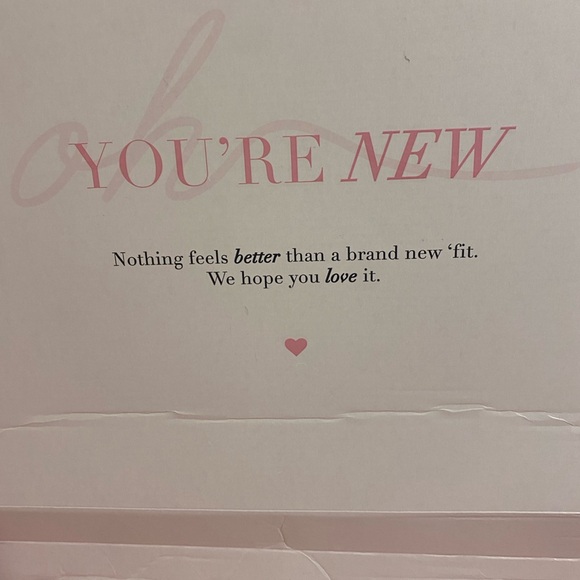 oh
YOU'RE NEW
Nothing feels better than a brand new ‘fit.
We hope you love it.